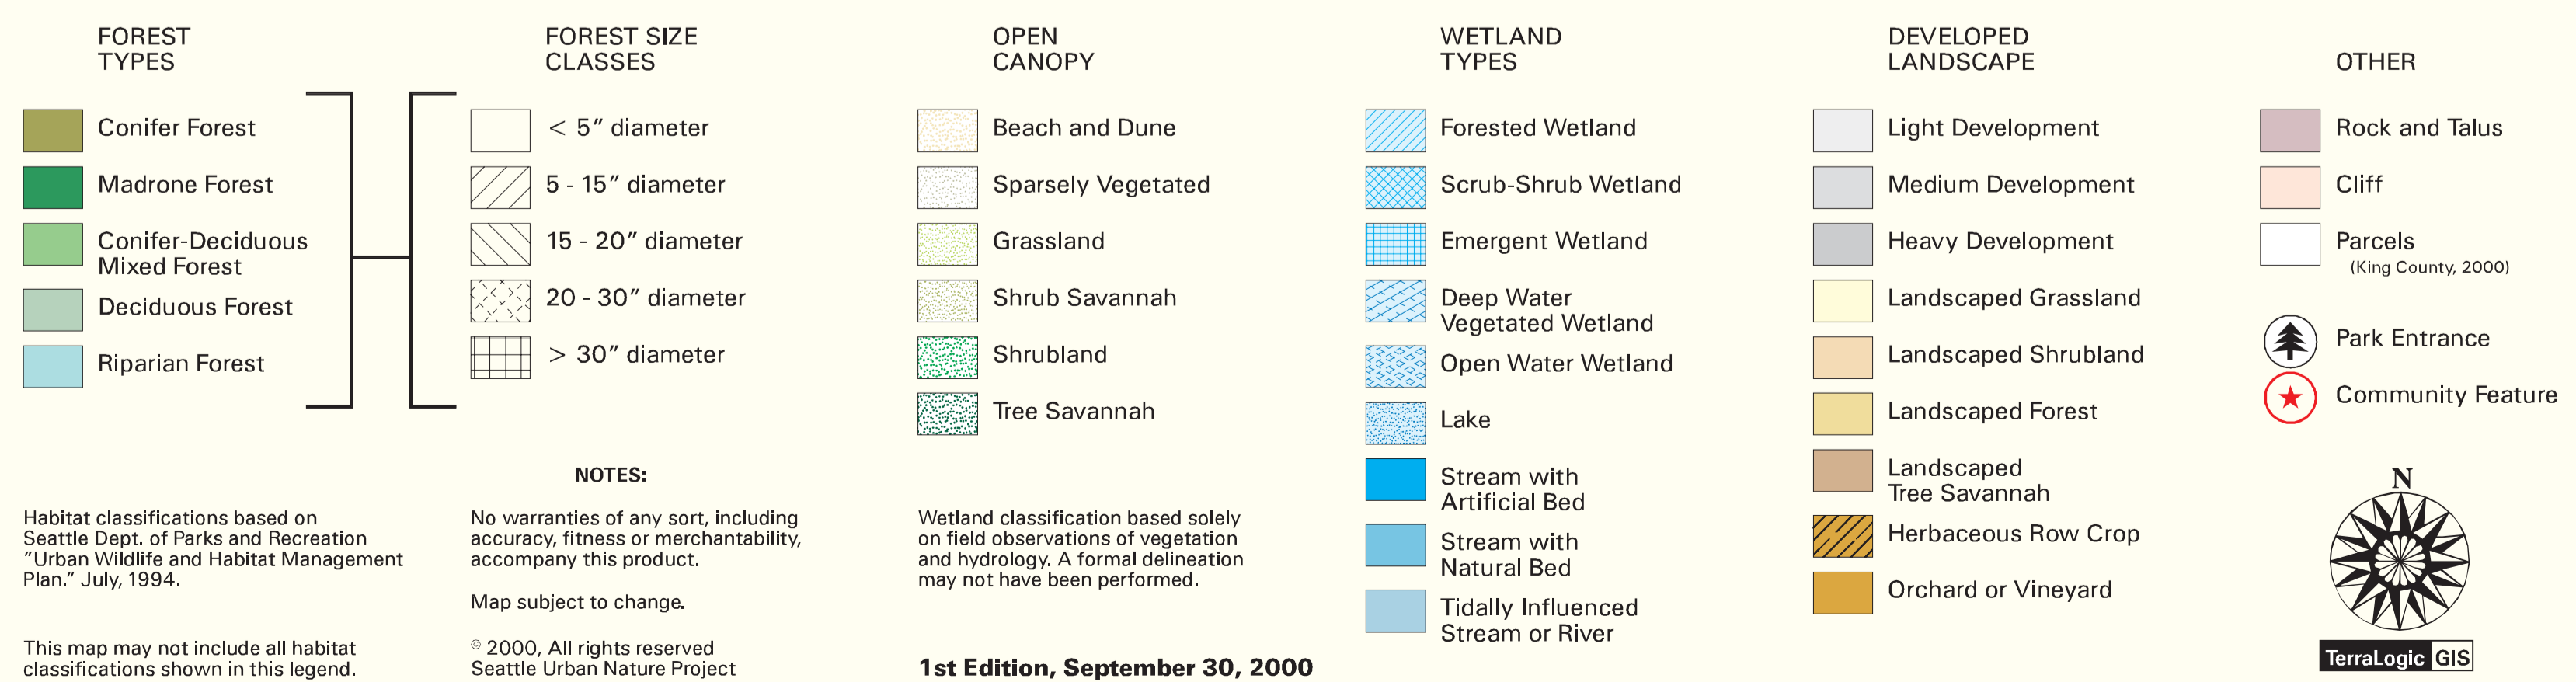 FOREST
TYPES
Conifer Forest
Madrone Forest
Conifer-Deciduous
Mixed Forest
Deciduous Forest
Riparian Forest
FOREST SIZE
CLASSES
< 5” diameter
5 - 15” diameter
15 - 20” diameter
20 - 30” diameter
> 30” diameter
OPEN
CANOPY
Beach and Dune
Sparsely Vegetated
Grassland
Shrub Savannah
Shrubland
Tree Savannah
WETLAND
TYPES
Forested Wetland
Scrub-Shrub Wetland
Emergent Wetland
Deep Water
Vegetated Wetland
Open Water Wetland
Lake
Stream with
Artificial Bed
Stream with
Natural Bed
Tidally Influenced
Stream or River
DEVELOPED
LANDSCAPE
Light Development
Medium Development
Heavy Development
Landscaped Grassland
Landscaped Shrubland
Landscaped Forest
Landscaped
Tree Savannah
Herbaceous Row Crop
Orchard or Vineyard
OTHER
Rock and Talus
Cliff
Parcels
(King County, 2000)
Park Entrance
Community Feature
N
TerraLogic GIS
NOTES:
Habitat classifications based on
Seattle Dept. of Parks and Recreation
”Urban Wildlife and Habitat Management
Plan.” July, 1994.
This map may not include all habitat
classifications shown in this legend.
No warranties of any sort, including
accuracy, fitness or merchantability,
accompany this product.
Map subject to change.
© 2000, All rights reserved
Seattle Urban Nature Project
Wetland classification based solely
on field observations of vegetation
and hydrology. A formal delineation
may not have been performed.
1st Edition, September 30, 2000